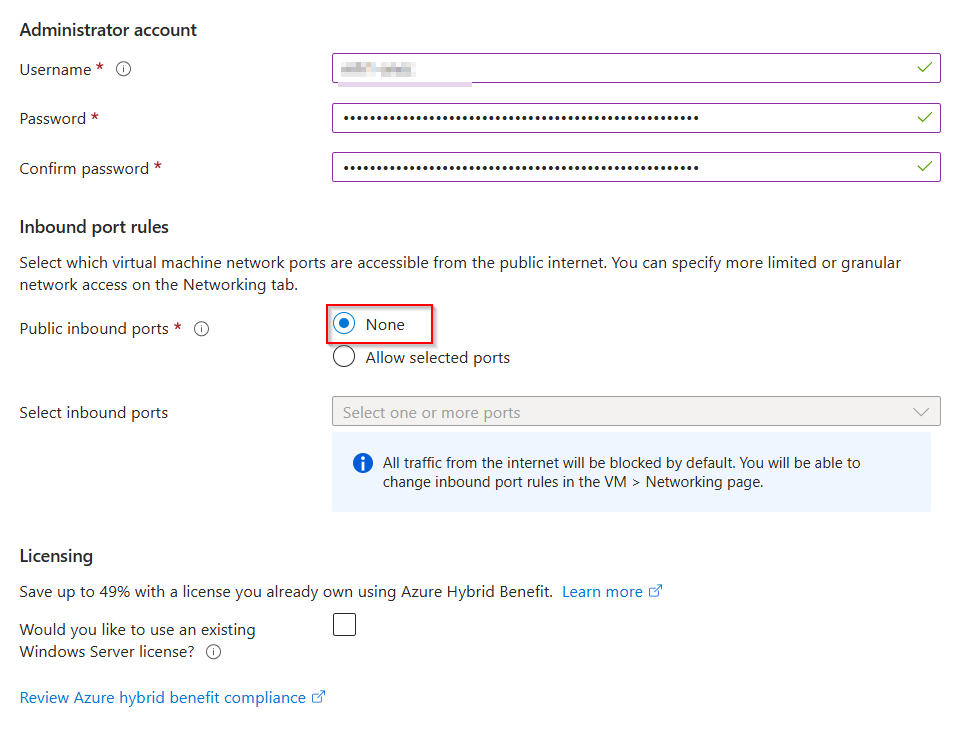 Administrator account
Username *
Password *
••••••••••••••••••••••••••••••••••••••••••••••••••••••
Confirm password *
••••••••••••••••••••••••••••••••••••••••••••••••••••••
Inbound port rules
Select which virtual machine network ports are accessible from the public internet. You can specify more limited or granular
network access on the Networking tab.
Public inbound ports *
None
Allow selected ports
Select inbound ports
Select one or more ports
All traffic from the internet will be blocked by default. You will be able to
change inbound port rules in the VM > Networking page.
Licensing
Save up to 49% with a license you already own using Azure Hybrid Benefit. Learn more
Would you like to use an existing
Windows Server license?
Review Azure hybrid benefit compliance